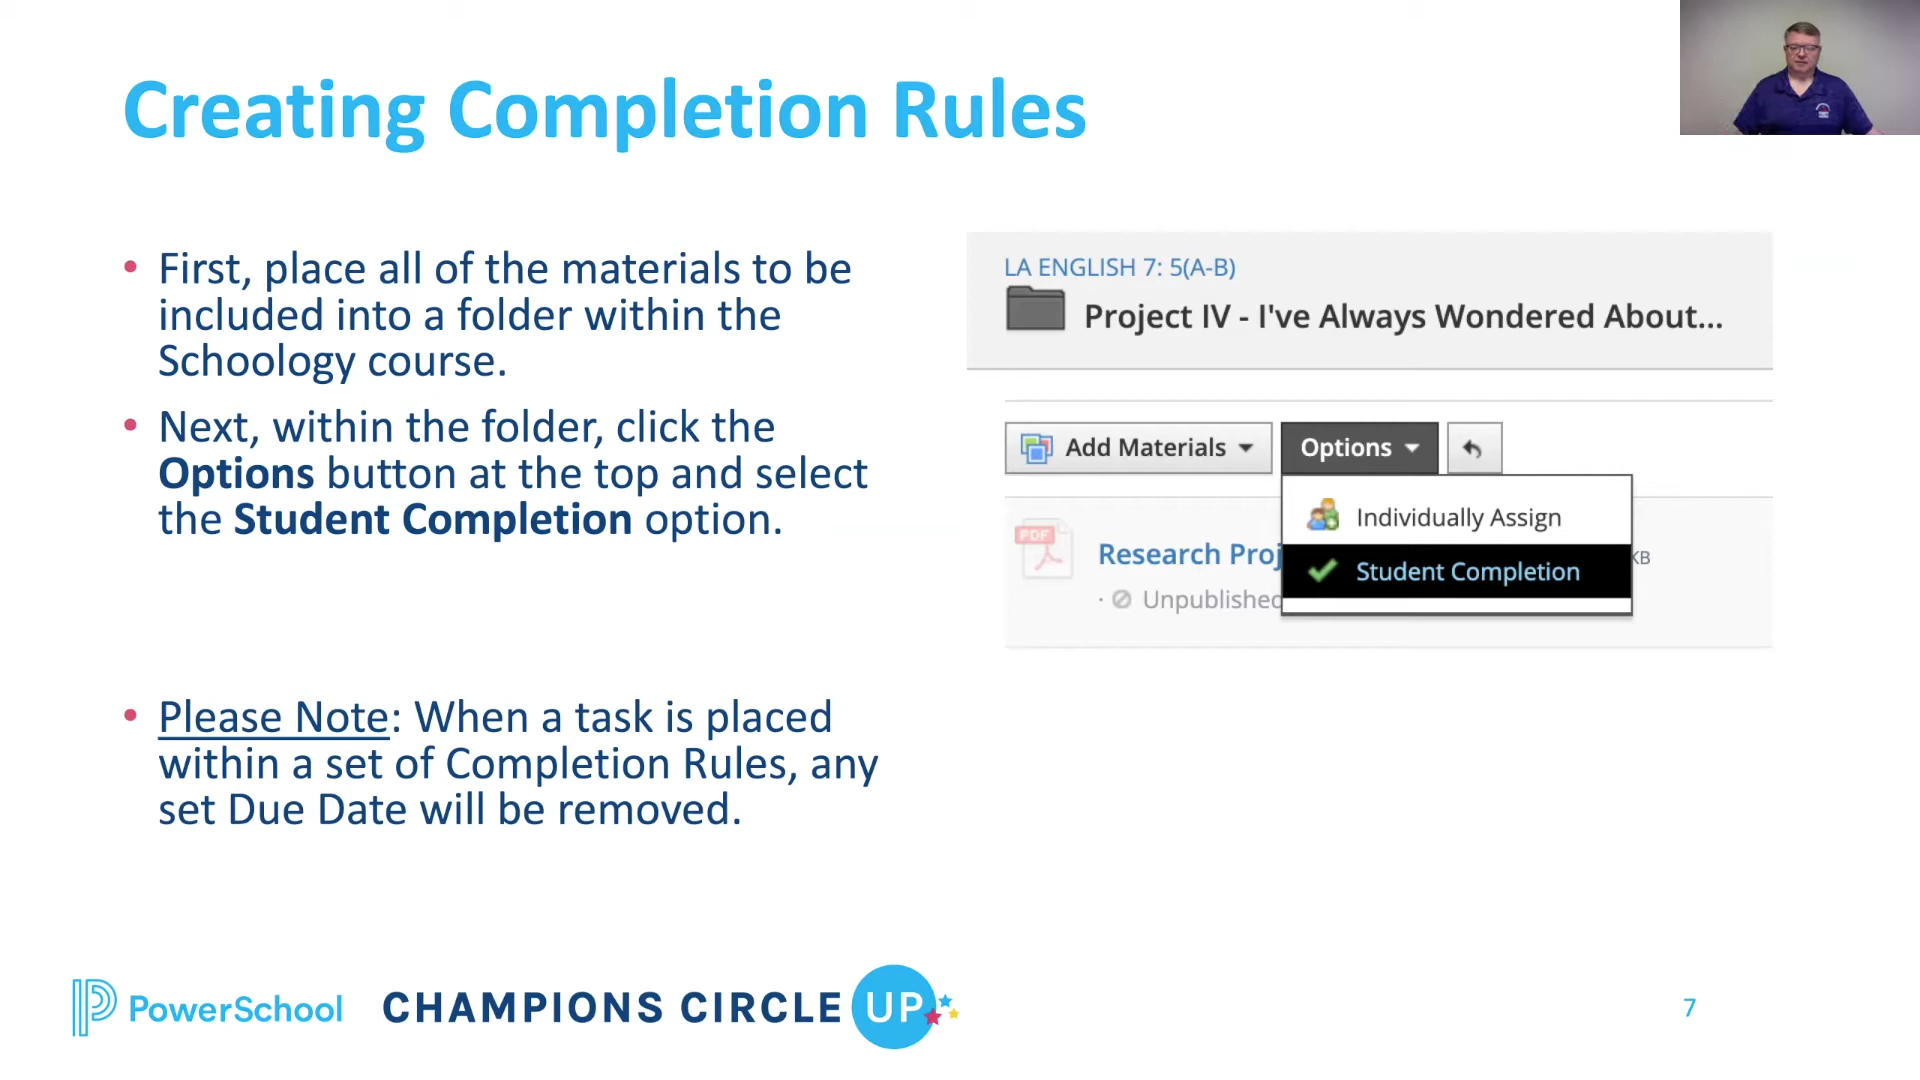 Creating Completion Rules
• First, place all of the materials to be
included into a folder within the
Schoology course.
• Next, within the folder, click the
Options button at the top and select
the Student Completion option.
• Please Note: When a task is placed
within a set of Completion Rules, any
set Due Date will be removed.
LA ENGLISH 7: 5(A-B)
Project IV - I've Always Wondered About...
Add Materials Options
Individually Assign
Student Completion
PDF Research Proj KB
· Unpublished
PowerSchool CHAMPIONS CIRCLE UP
7